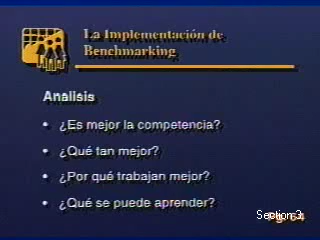 La Implementación de
Benchmarking
Analisis
• ¿Es mejor la competencia?
• ¿Qué tan mejor?
• ¿Por qué trabajan mejor?
• ¿Qué se puede aprender?
Section 3